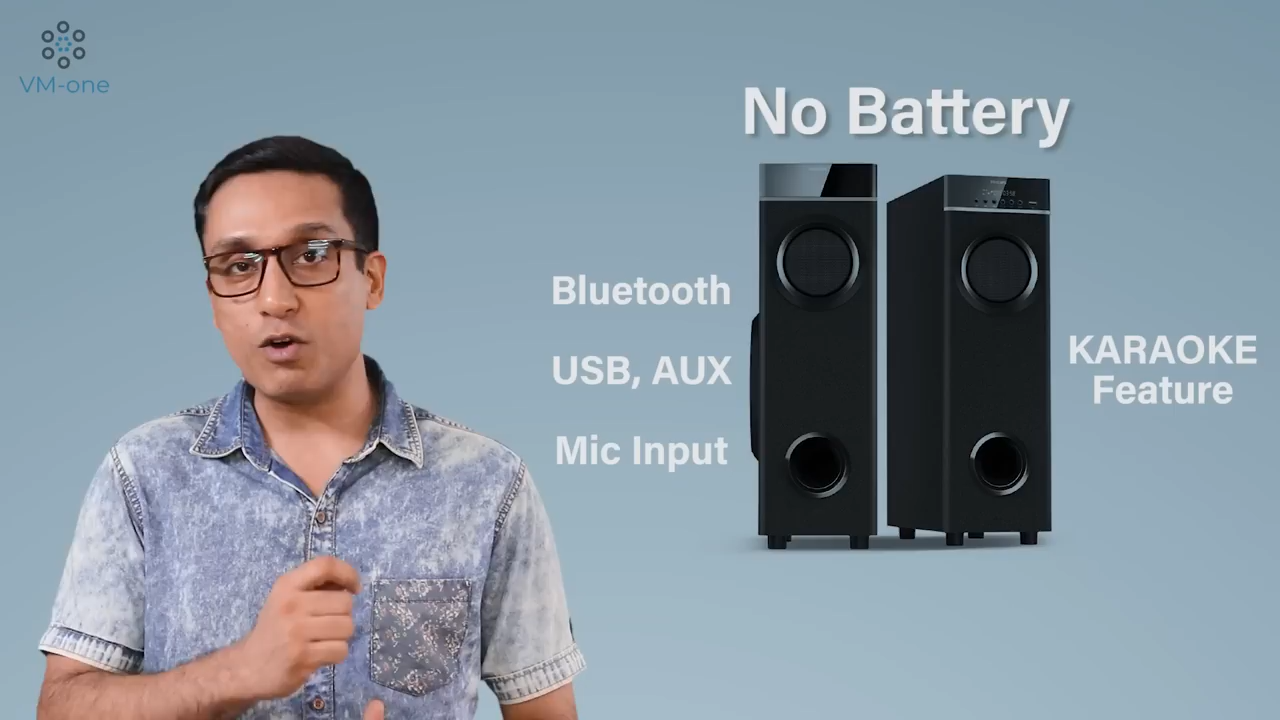 VM-one
No Battery
Bluetooth
USB, AUX
Mic Input
KARAOKE
Feature